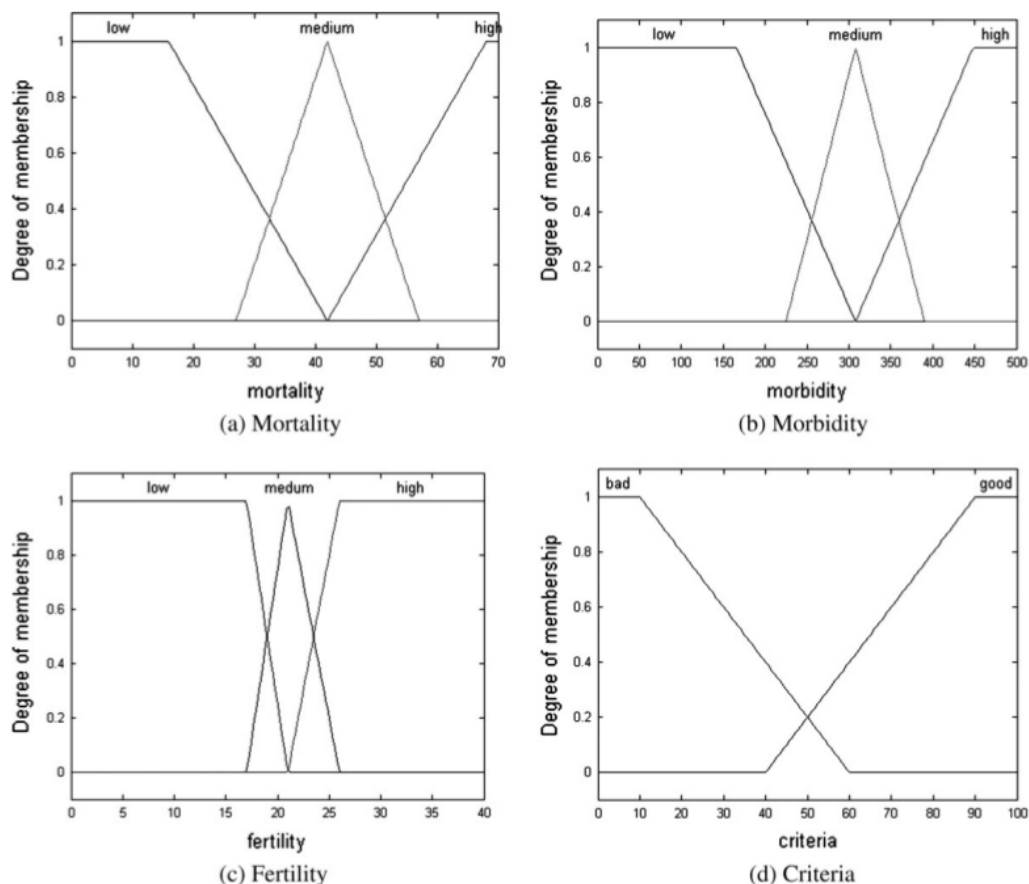 low medium high
1
0.8
0.6
0.4
0.2
0
Degree of membership
0 10 20 30 40 50 60 70
mortality
(a) Mortality
low medium high
1
0.8
0.6
0.4
0.2
0
Degree of membership
0 50 100 150 200 250 300 350 400 450 500
morbidity
(b) Morbidity
low medum high
1
0.8
0.6
0.4
0.2
0
Degree of membership
0 5 10 15 20 25 30 35 40
fertility
(c) Fertility
bad good
1
0.8
0.6
0.4
0.2
0
Degree of membership
0 10 20 30 40 50 60 70 80 90 100
criteria
(d) Criteria